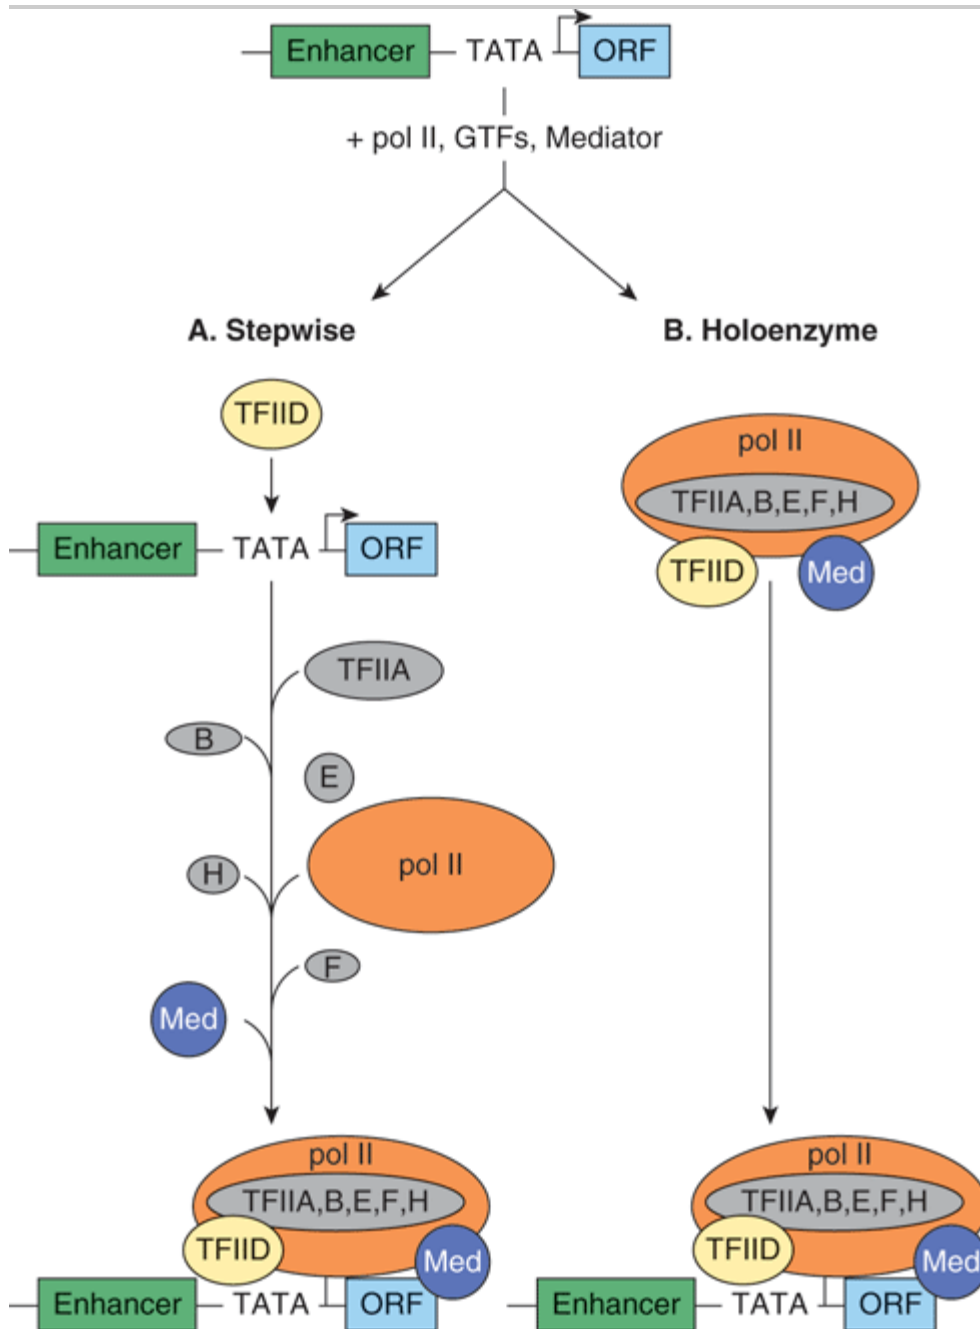 Enhancer TATA ORF
+ pol II, GTFs, Mediator
A. Stepwise
B. Holoenzyme
TFIID
Enhancer TATA ORF
TFIIA
B
E
H
pol II
F
Med
pol II
TFIIA,B,E,F,H
TFIID
Med
Enhancer TATA ORF
pol II
TFIIA,B,E,F,H
TFIID Med
pol II
TFIIA,B,E,F,H
TFIID
Med
Enhancer TATA ORF